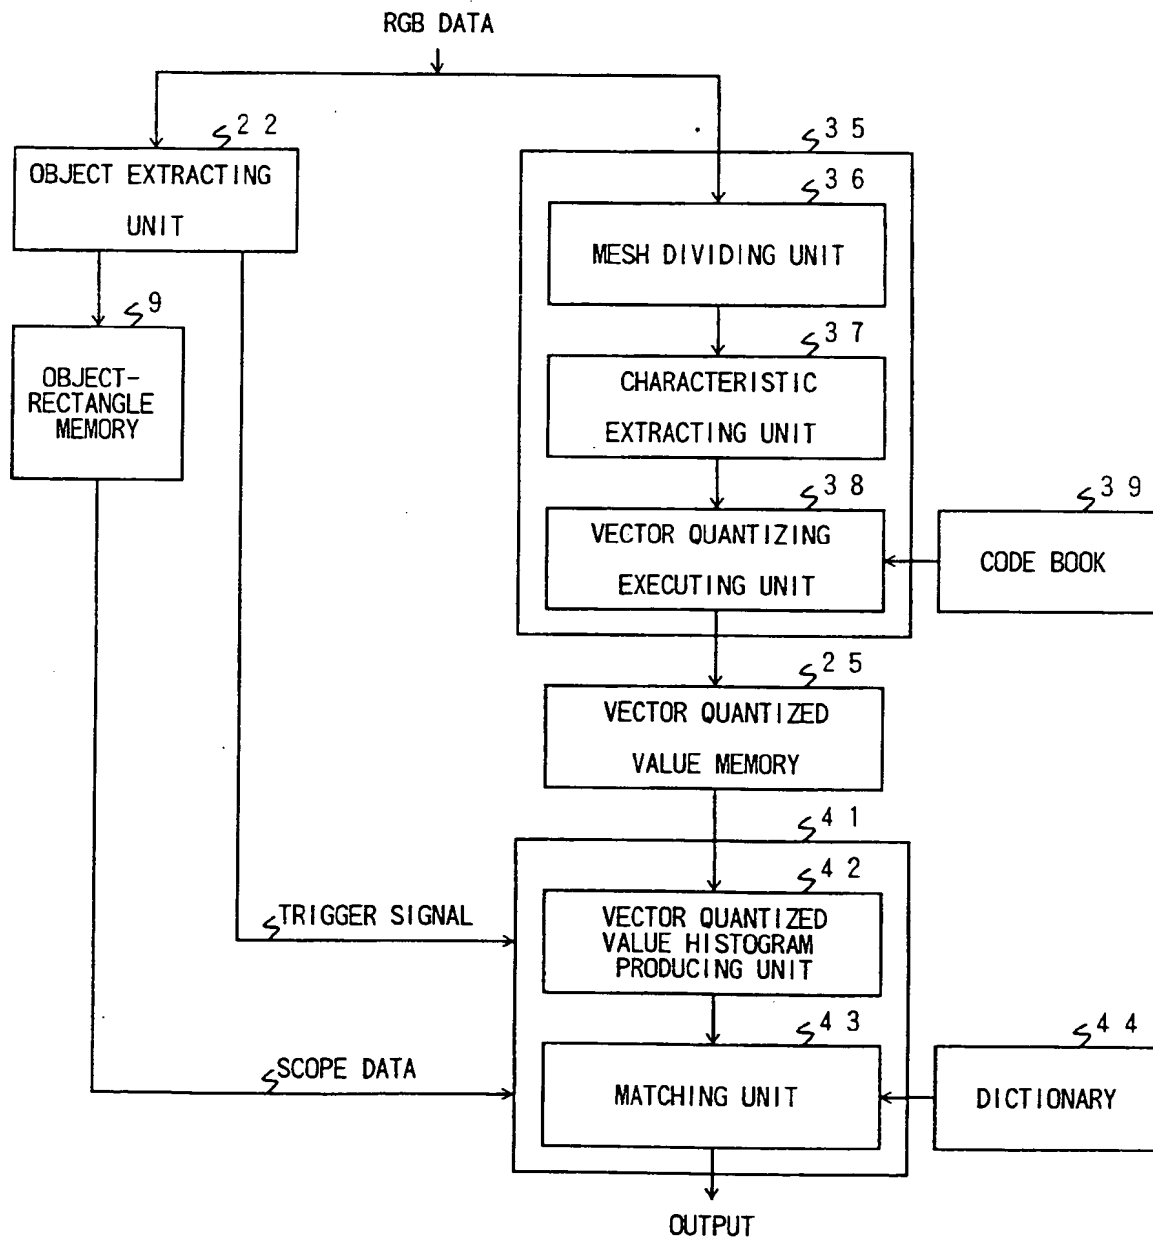 RGB DATA
22
OBJECT EXTRACTING
UNIT
9
OBJECT-
RECTANGLE
MEMORY
35
36
MESH DIVIDING UNIT
37
CHARACTERISTIC
EXTRACTING UNIT
38
VECTOR QUANTIZING
EXECUTING UNIT
39
CODE BOOK
25
VECTOR QUANTIZED
VALUE MEMORY
41
42
VECTOR QUANTIZED
VALUE HISTOGRAM
PRODUCING UNIT
TRIGGER SIGNAL
43
MATCHING UNIT
44
DICTIONARY
SCOPE DATA
OUTPUT